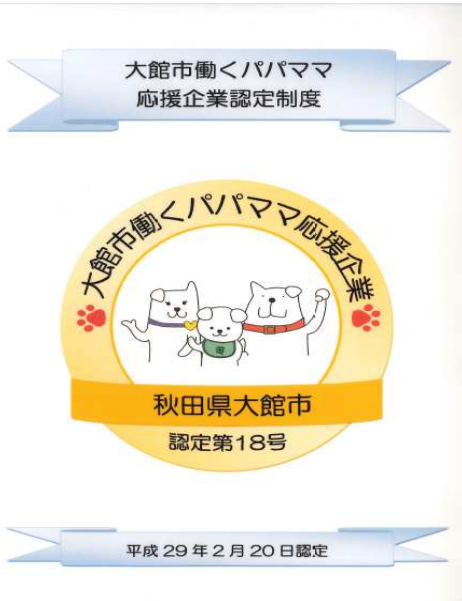 大館市働くパパママ
応援企業認定制度
大館市働くパパママ応援企業
秋田県大館市
認定第18号
平成29年2月20日認定